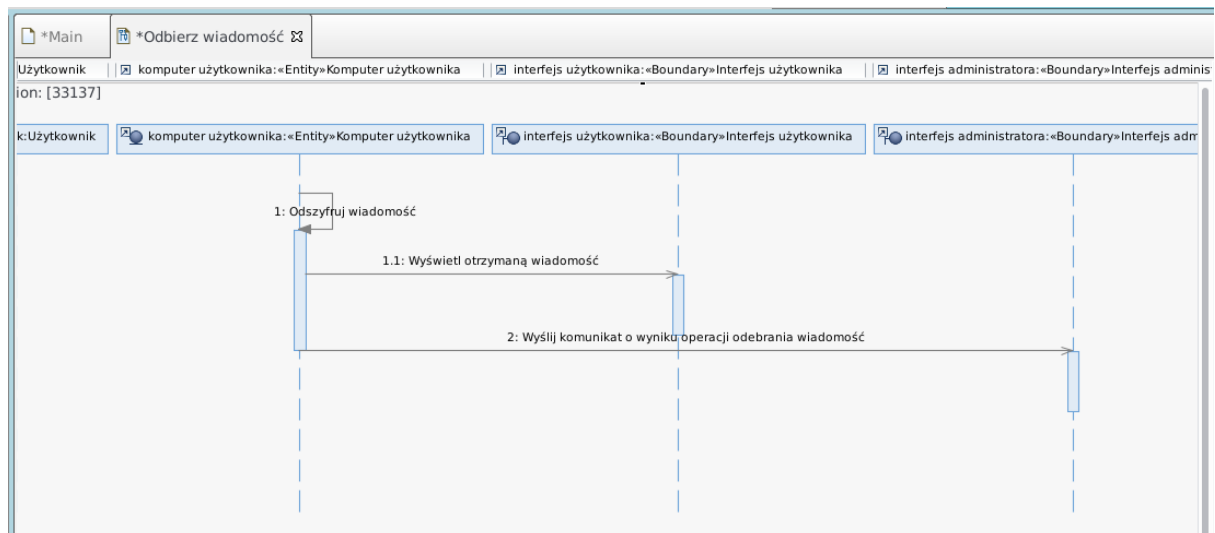 *Main
*Odbierz wiadomość
Użytkownik
komputer użytkownika:«Entity»Komputer użytkownika
interfejs użytkownika:«Boundary»Interfejs użytkownika
interfejs administratora:«Boundary»Interfejs adminis
ion: [33137]
k:Użytkownik
komputer użytkownika:«Entity»Komputer użytkownika
interfejs użytkownika:«Boundary»Interfejs użytkownika
interfejs administratora:«Boundary»Interfejs adm
1: Odszyfruj wiadomość
1.1: Wyświetl otrzymaną wiadomość
2: Wyślij komunikat o wyniku operacji odebrania wiadomość